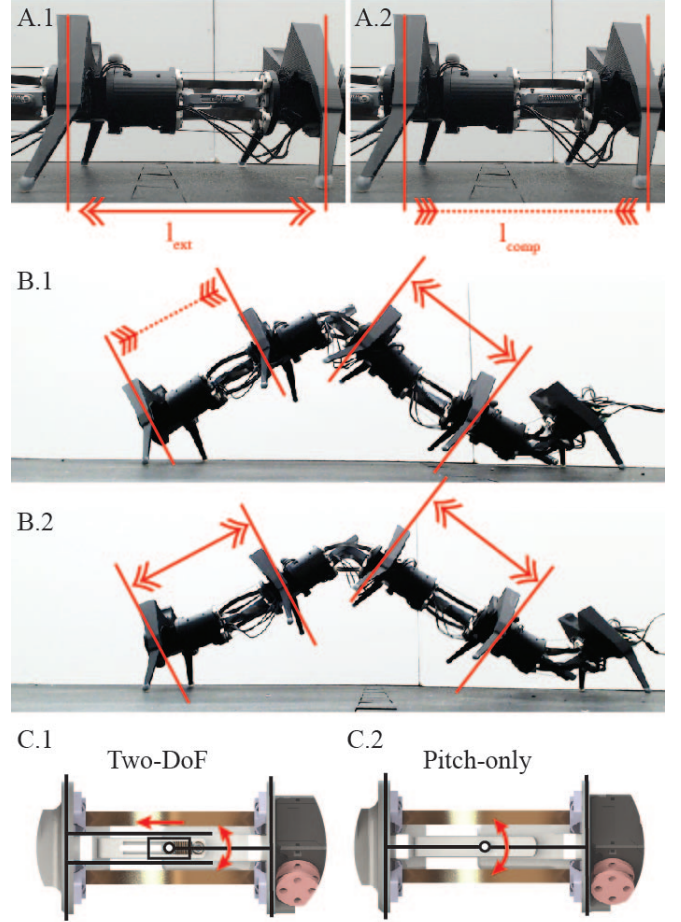 A.1
A.2
l_ext
l_comp
B.1
B.2
C.1
C.2
Two-DoF
Pitch-only